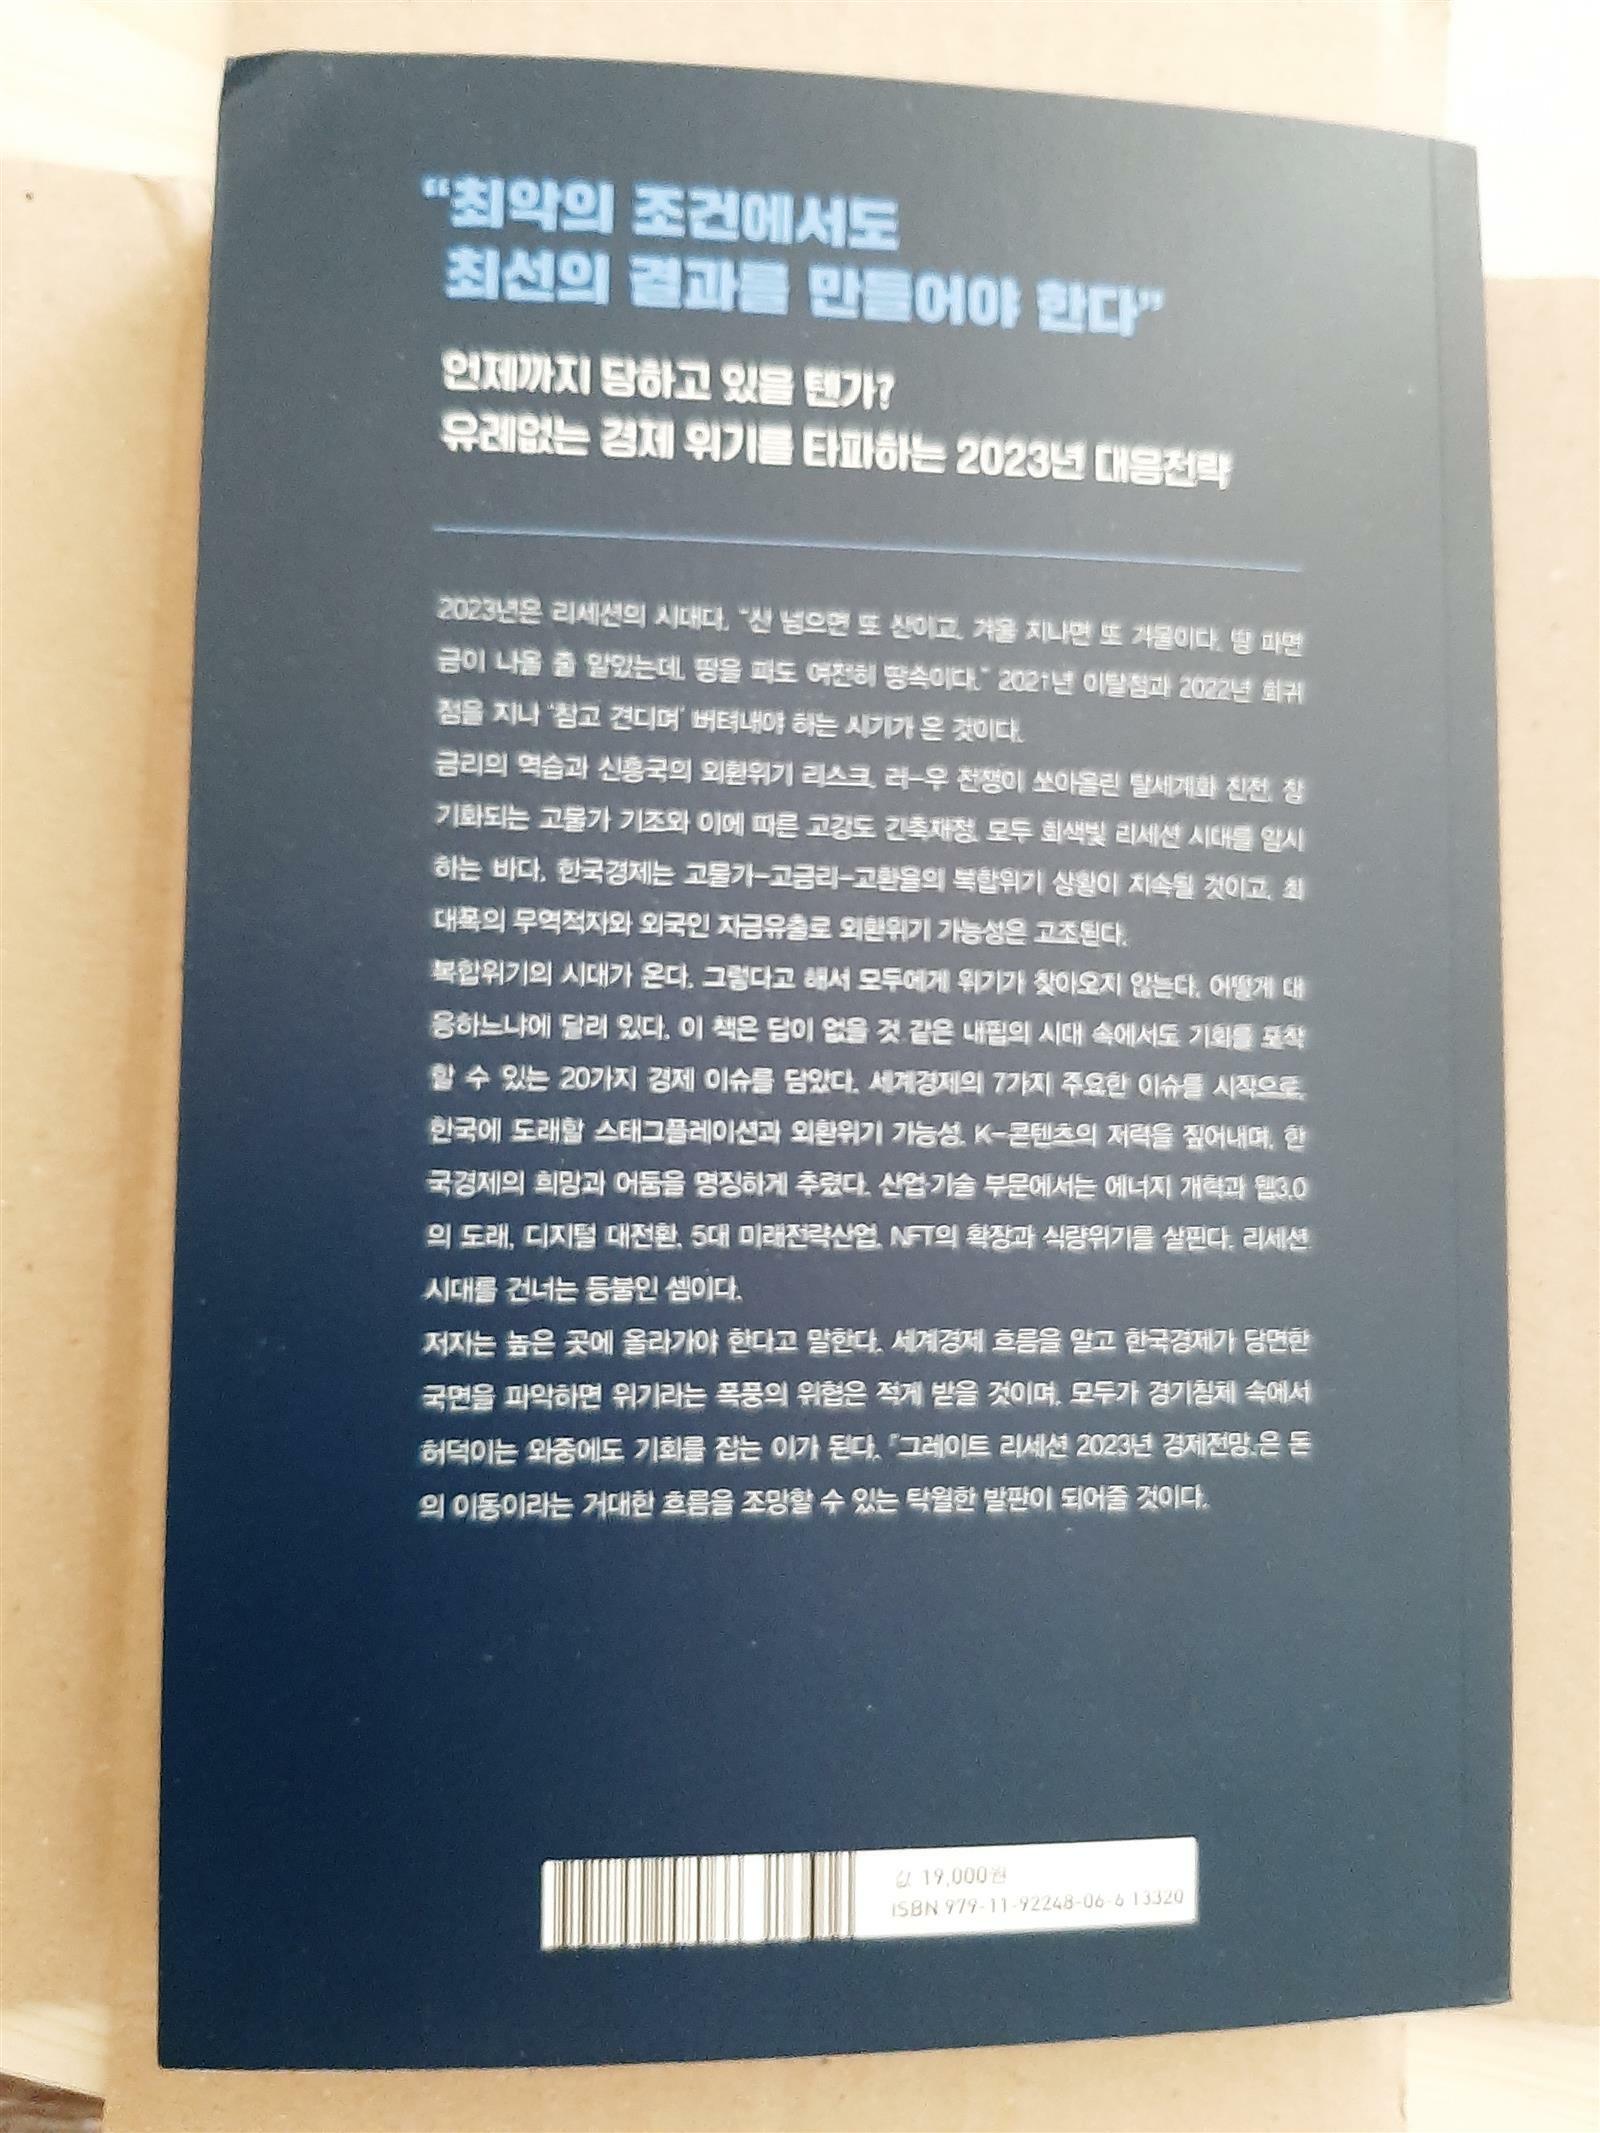 “최악의 조건에서도
최선의 결과를 만들어야 한다”
언제까지 당하고 있을 텐가?
유례없는 경제 위기를 타파하는 2023년 대응전략
2023년은 리세션의 시대다. “산 넘으면 또 산이고, 겨울 지나면 또 겨울이다. 땅 파면
금이 나올 줄 알았는데, 땅을 파도 여전히 땅속이다.” 2021년 이탈점과 2022년 회귀
점을 지나 ‘참고 견디며’ 버텨내야 하는 시기가 온 것이다.
금리의 역습과 신흥국의 외환위기 리스크, 러-우 전쟁이 쏘아올린 탈세계화 진전, 장
기화되는 고물가 기조와 이에 따른 고강도 긴축재정. 모두 회색빛 리세션 시대를 암시
하는 바다. 한국경제는 고물가-고금리-고환율의 복합위기 상황이 지속될 것이고, 최
대폭의 무역적자와 외국인 자금유출로 외환위기 가능성은 고조된다.
복합위기의 시대가 온다. 그렇다고 해서 모두에게 위기가 찾아오지 않는다. 어떻게 대
응하느냐에 달려 있다. 이 책은 답이 없을 것 같은 내핍의 시대 속에서도 기회를 포착
할 수 있는 20가지 경제 이슈를 담았다. 세계경제의 7가지 주요한 이슈를 시작으로,
한국에 도래할 스태그플레이션과 외환위기 가능성, K-콘텐츠의 저력을 짚어내며, 한
국경제의 희망과 어둠을 명징하게 추렸다. 산업·기술 부문에서는 에너지 개혁과 웹3.0
의 도래, 디지털 대전환, 5대 미래전략산업, NFT의 확장과 식량위기를 살핀다. 리세션
시대를 건너는 등불인 셈이다.
저자는 높은 곳에 올라가야 한다고 말한다. 세계경제 흐름을 알고 한국경제가 당면한
국면을 파악하면 위기라는 폭풍의 위협은 적게 받을 것이며, 모두가 경기침체 속에서
허덕이는 와중에도 기회를 잡는 이가 된다. 『그레이트 리세션 2023년 경제전망』은 돈
의 이동이라는 거대한 흐름을 조망할 수 있는 탁월한 발판이 되어줄 것이다.
값 19,000원
ISBN 979-11-92248-06-6 13320